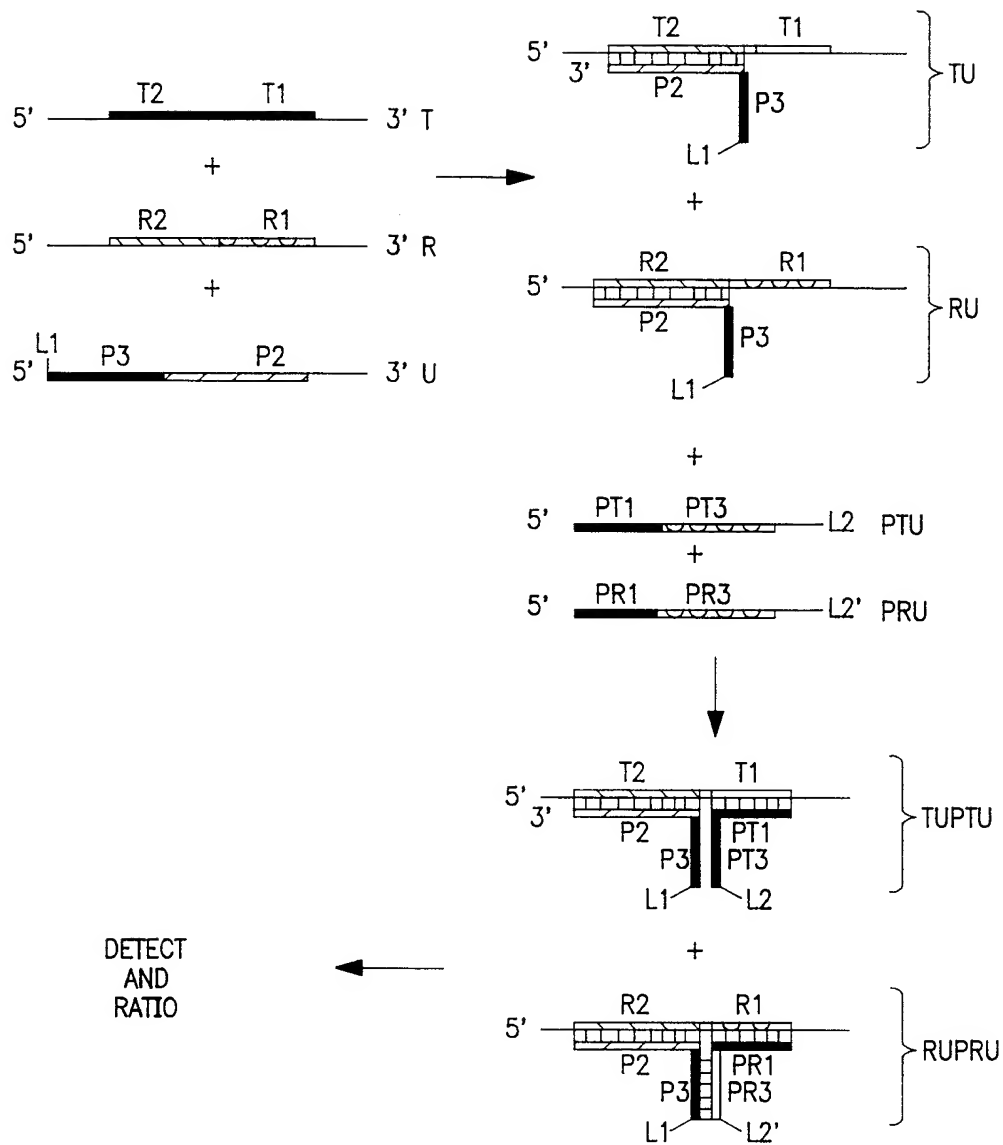 T2 T1
5' 3' T
+
R2 R1
5' 3' R
+
L1
P3 P2
5' 3' U
T2 T1
5'
3'
P2
P3
L1
TU
+
R2 R1
5'
P2
P3
L1
RU
+
PT1 PT3
5' L2 PTU
+
PR1 PR3
5' L2' PRU
T2 T1
5'
3'
P2 PT1
P3 PT3
L1 L2
TUPTU
+
R2 R1
5'
P2 PR1
P3 PR3
L1 L2'
RUPRU
DETECT
AND
RATIO